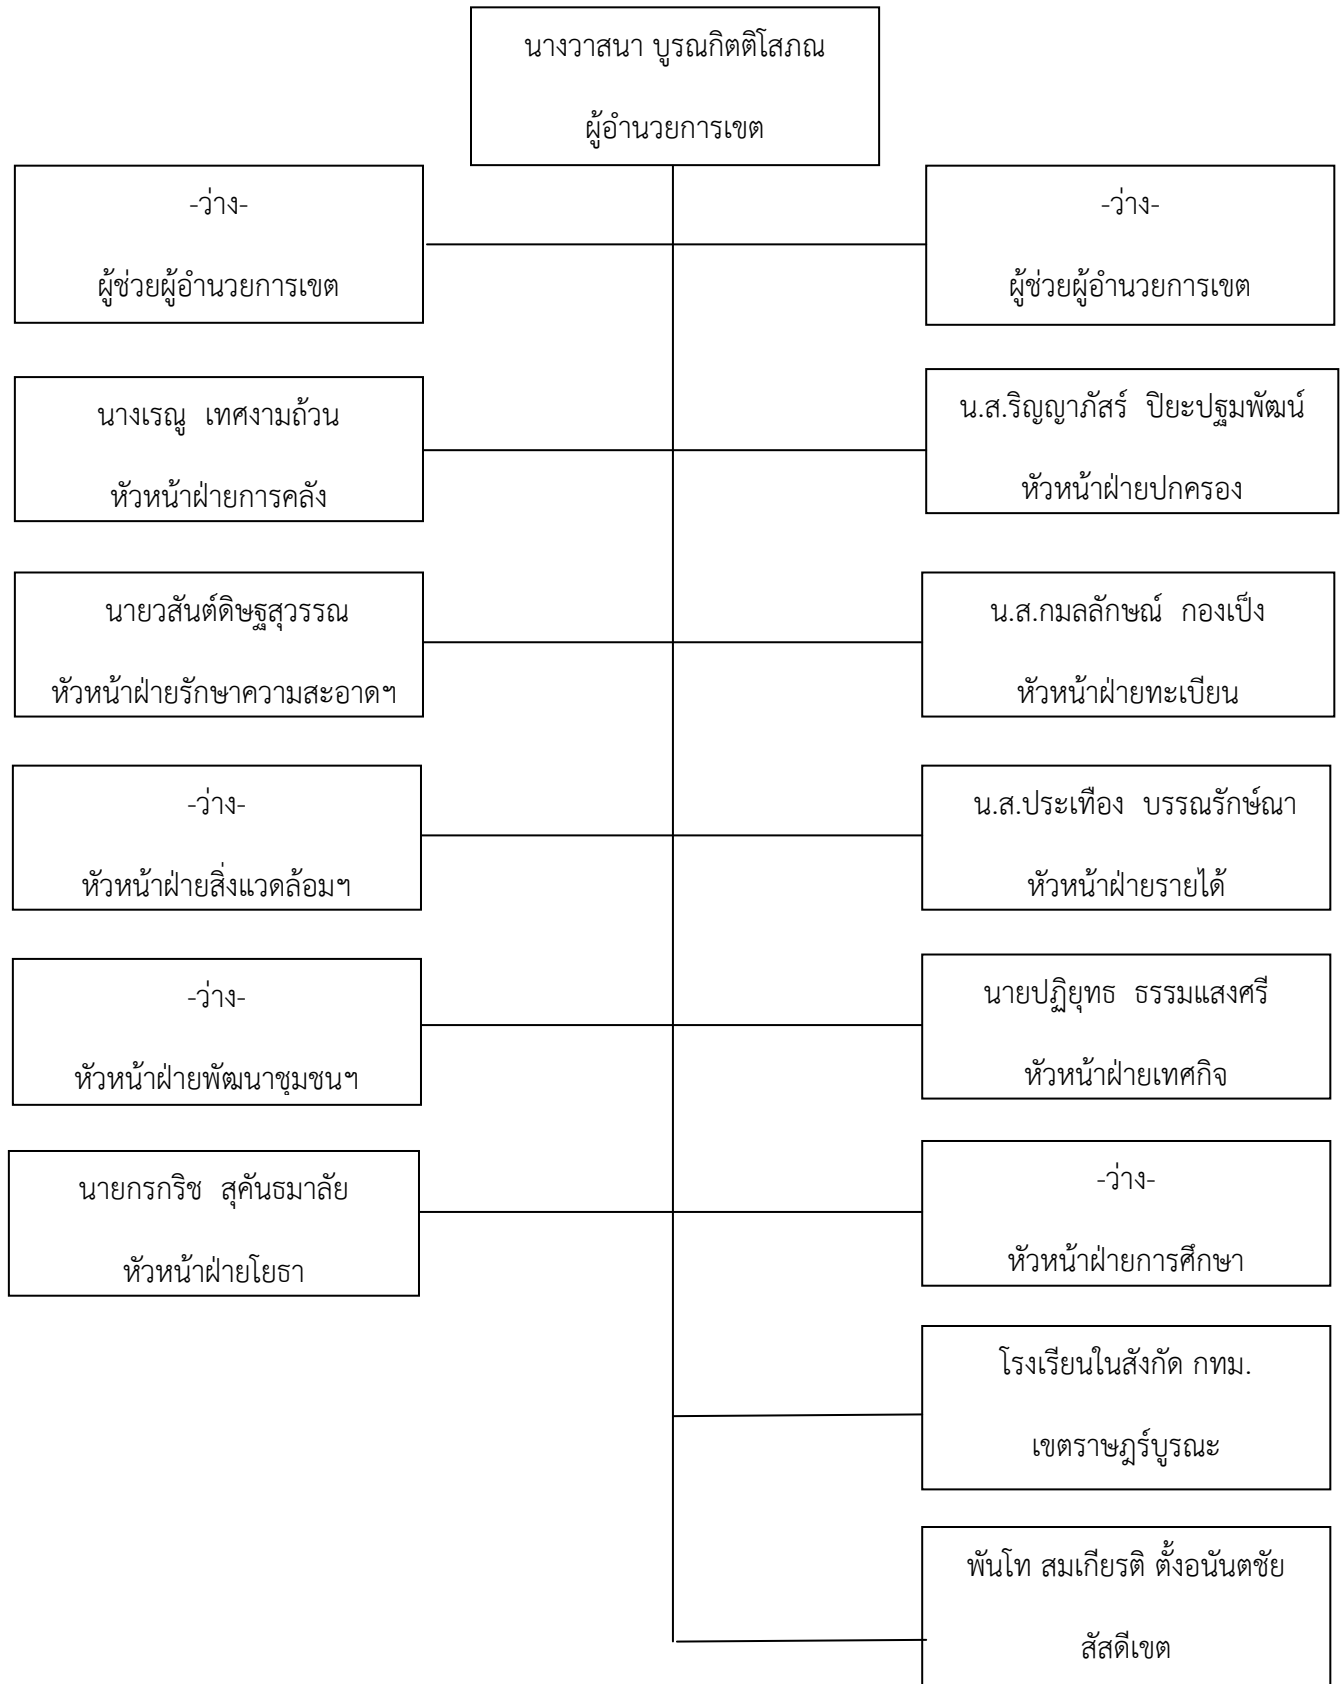 นางวาสนา บูรณกิตติโสภณ
ผู้อำนวยการเขต
-ว่าง-
ผู้ช่วยผู้อำนวยการเขต
-ว่าง-
ผู้ช่วยผู้อำนวยการเขต
นางเรณู เทศงามถ้วน
หัวหน้าฝ่ายการคลัง
น.ส.ริญญาภัสร์ ปิยะปฐมพัฒน์
หัวหน้าฝ่ายปกครอง
นายวสันต์ดิษฐสุวรรณ
หัวหน้าฝ่ายรักษาความสะอาดฯ
น.ส.กมลลักษณ์ กองเป็ง
หัวหน้าฝ่ายทะเบียน
-ว่าง-
หัวหน้าฝ่ายสิ่งแวดล้อมฯ
น.ส.ประเทือง บรรณรักษ์ณา
หัวหน้าฝ่ายรายได้
-ว่าง-
หัวหน้าฝ่ายพัฒนาชุมชนฯ
นายปฏิยุทธ ธรรมแสงศรี
หัวหน้าฝ่ายเทศกิจ
นายกรกริช สุคันธมาลัย
หัวหน้าฝ่ายโยธา
-ว่าง-
หัวหน้าฝ่ายการศึกษา
โรงเรียนในสังกัด กทม.
เขตราษฎร์บูรณะ
พันโท สมเกียรติ ตั้งอนันตชัย
สัสดีเขต